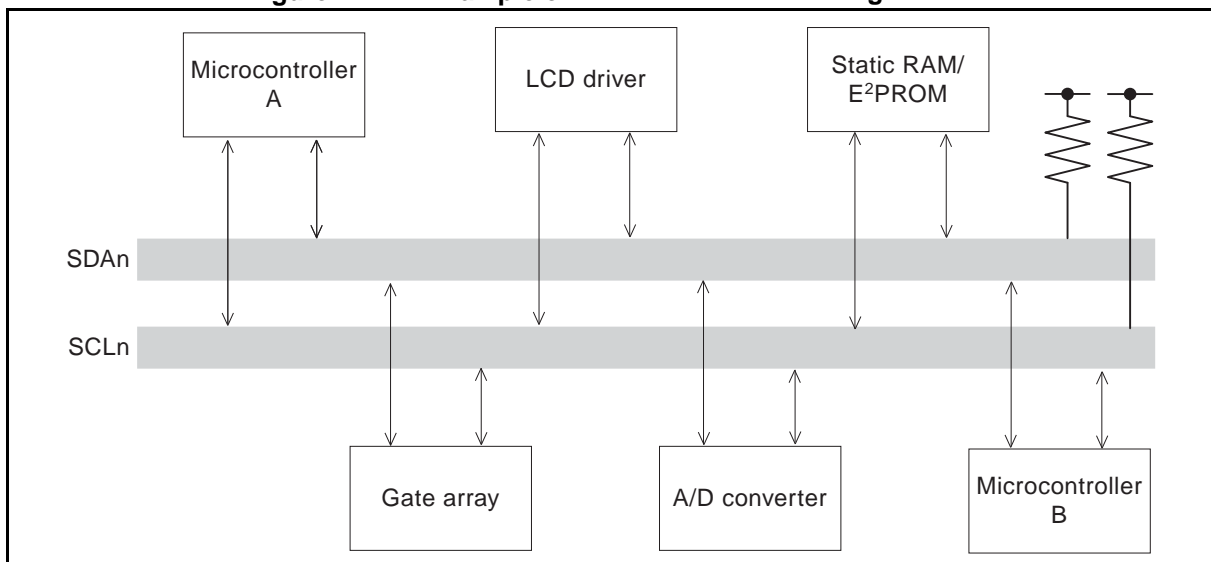 Microcontroller
A
LCD driver
Static RAM/
E²PROM
SDAn
SCLn
Gate array
A/D converter
Microcontroller
B